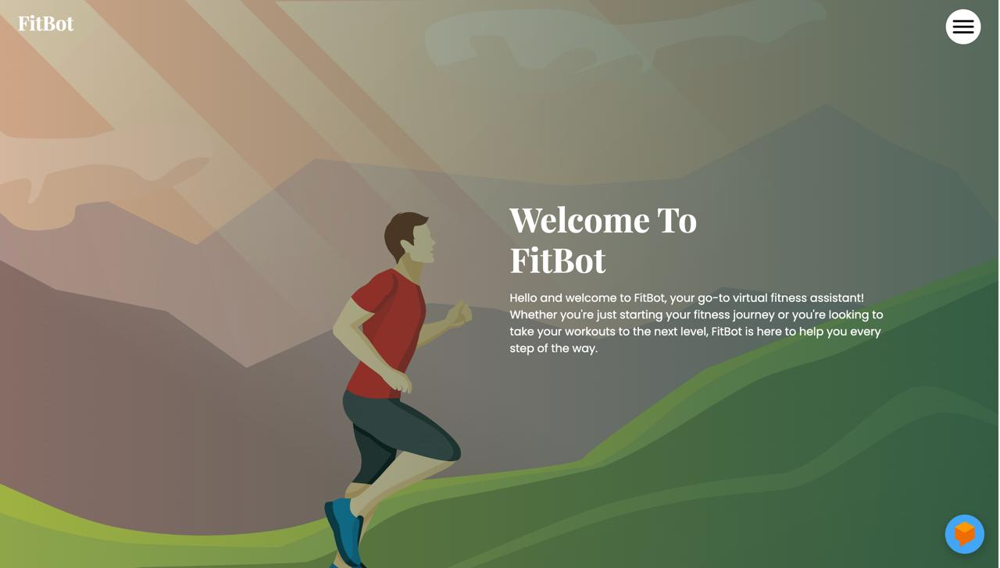 FitBot
Welcome To
FitBot
Hello and welcome to FitBot, your go-to virtual fitness assistant!
Whether you're just starting your fitness journey or you're looking to
take your workouts to the next level, FitBot is here to help you every
step of the way.